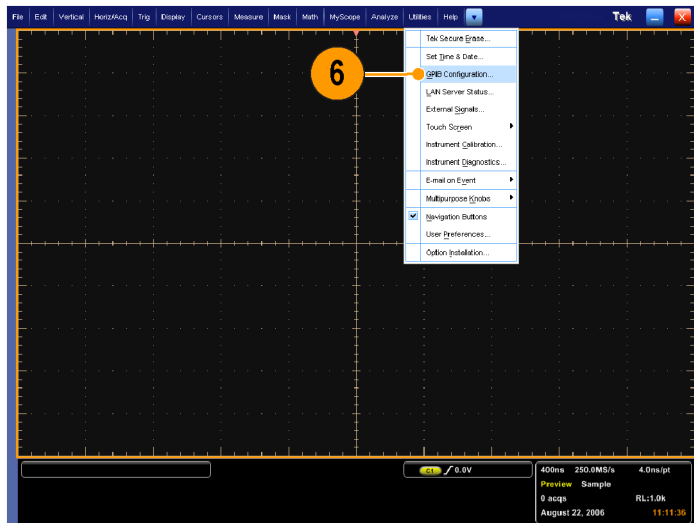 File Edit Vertical Horiz/Acq Trig Display Cursors Measure Mask Math MyScope Analyze Utilities Help Tek
Tek Secure Erase...
Set Time & Date...
6
GPIB Configuration...
LAN Server Status...
External Signals...
Touch Screen
Instrument Calibration...
Instrument Diagnostics...
E-mail on Event
Multipurpose Knobs
Navigation Buttons
User Preferences...
Option Installation...
C1 0.0V
400ns 250.0MS/s 4.0ns/pt
Preview Sample
0 acqs RL:1.0k
August 22, 2006 11:11:36